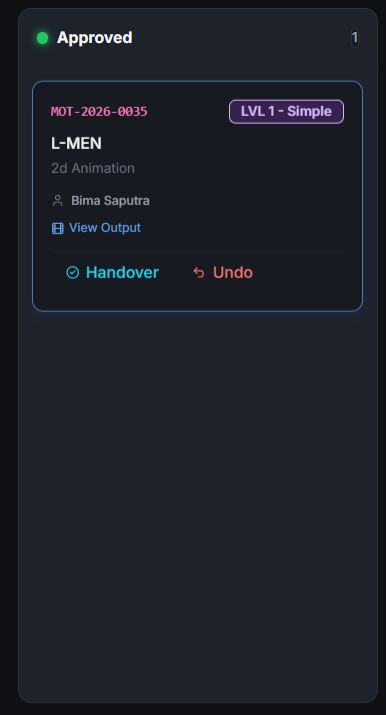 Approved 1
MOT-2026-0035 LVL 1 - Simple
L-MEN
2d Animation
Bima Saputra
View Output
Handover Undo